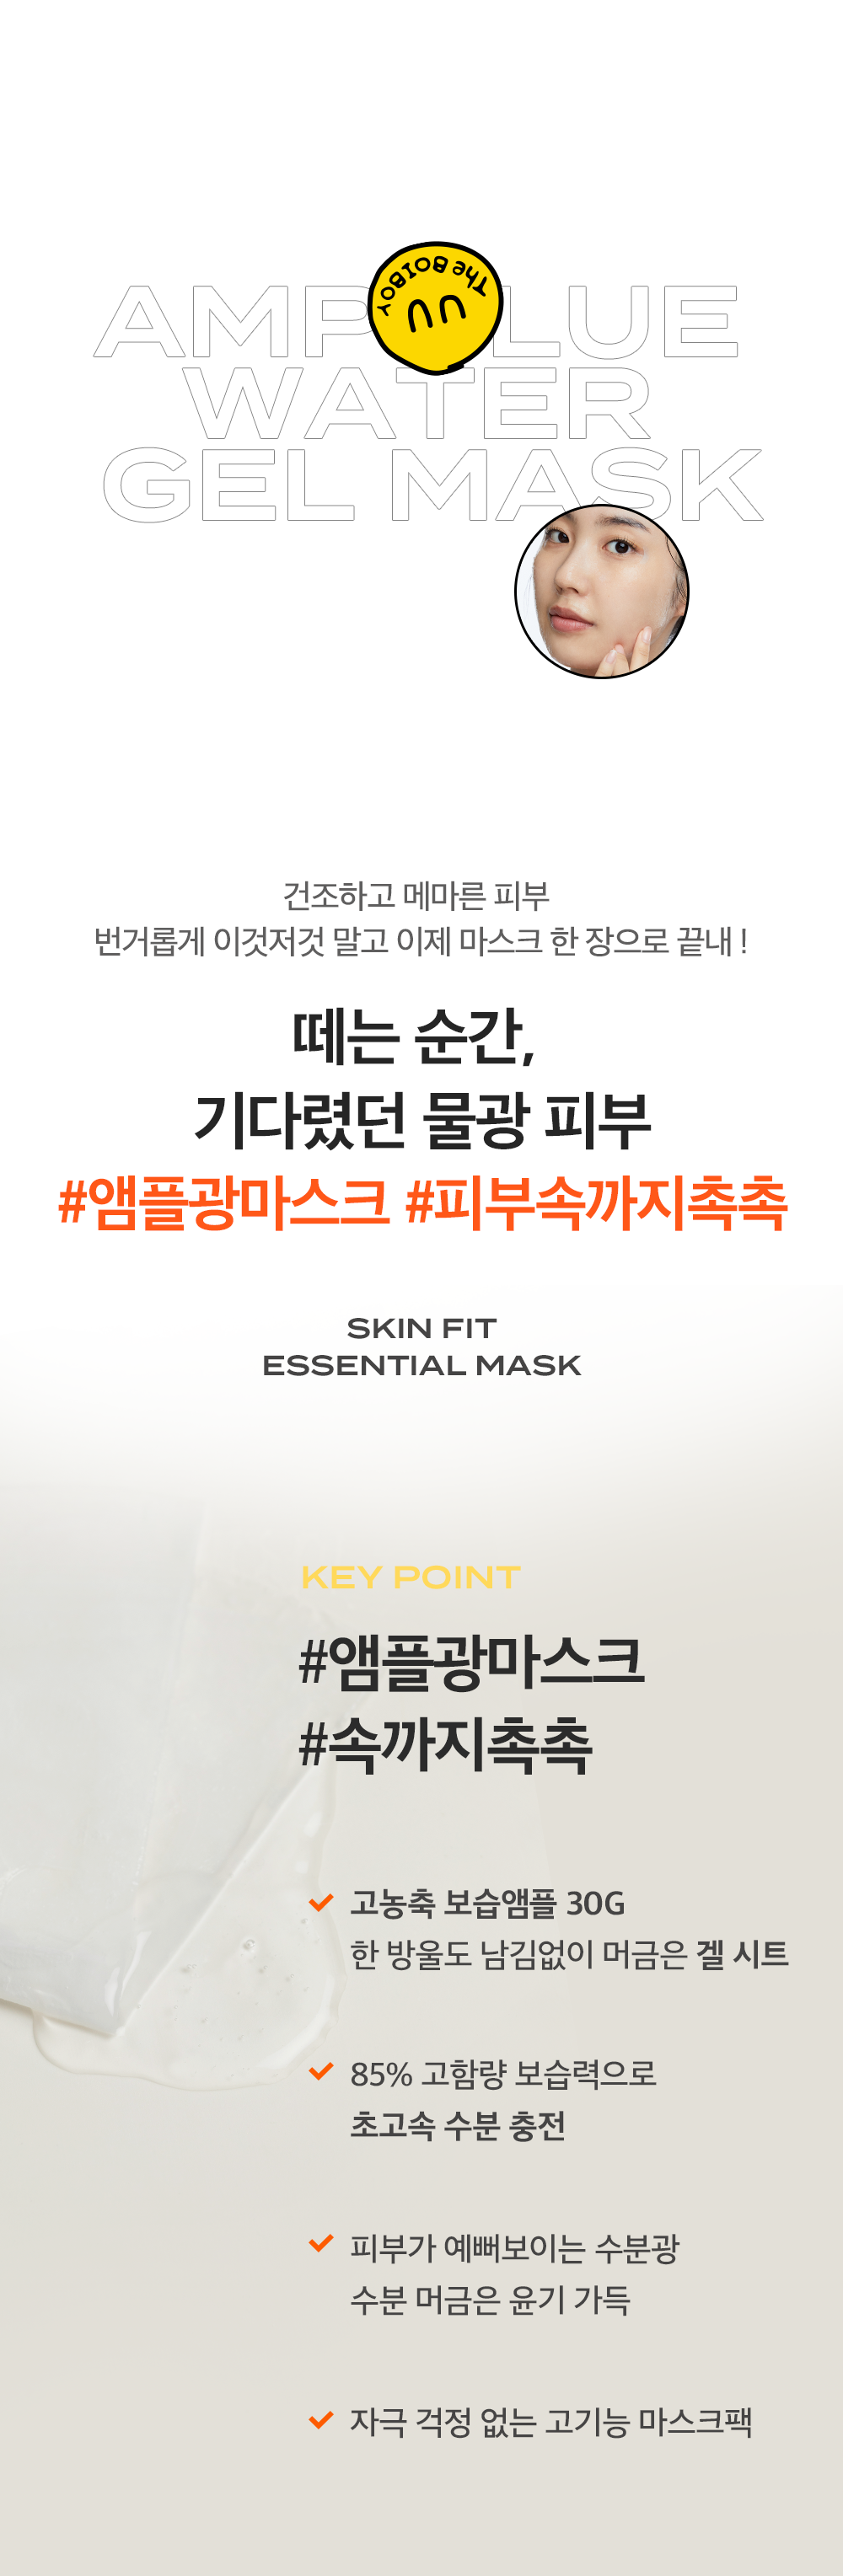 The BOIBOY
AMPOLUE
WATER
GEL MASK
건조하고 메마른 피부
번거롭게 이것저것 말고 이제 마스크 한 장으로 끝내 !
떼는 순간,
기다렸던 물광 피부
#앰플광마스크 #피부속까지촉촉
SKIN FIT
ESSENTIAL MASK
KEY POINT
#앰플광마스크
#속까지촉촉
고농축 보습앰플 30G
한 방울도 남김없이 머금은 겔 시트
85% 고함량 보습력으로
초고속 수분 충전
피부가 예뻐보이는 수분광
수분 머금은 윤기 가득
자극 걱정 없는 고기능 마스크팩